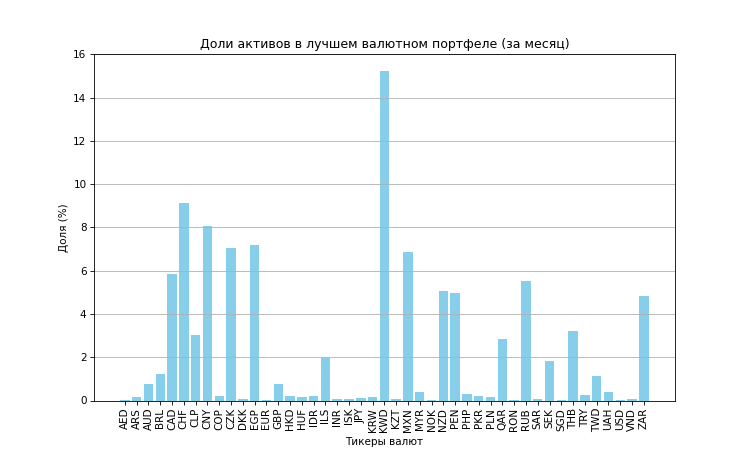 Доли активов в лучшем валютном портфеле (за месяц)
Доля (%)
16
14
12
10
8
6
4
2
0
AED
ARS
AUD
BRL
CAD
CHF
CLP
CNY
COP
CZK
DKK
EGP
EUR
GBP
HKD
HUF
IDR
ILS
INR
ISK
JPY
KRW
KWD
KZT
MXN
MYR
NOK
NZD
PEN
PHP
PKR
PLN
QAR
RON
RUB
SAR
SEK
SGD
THB
TRY
TWD
UAH
USD
VND
ZAR
Тикеры валют